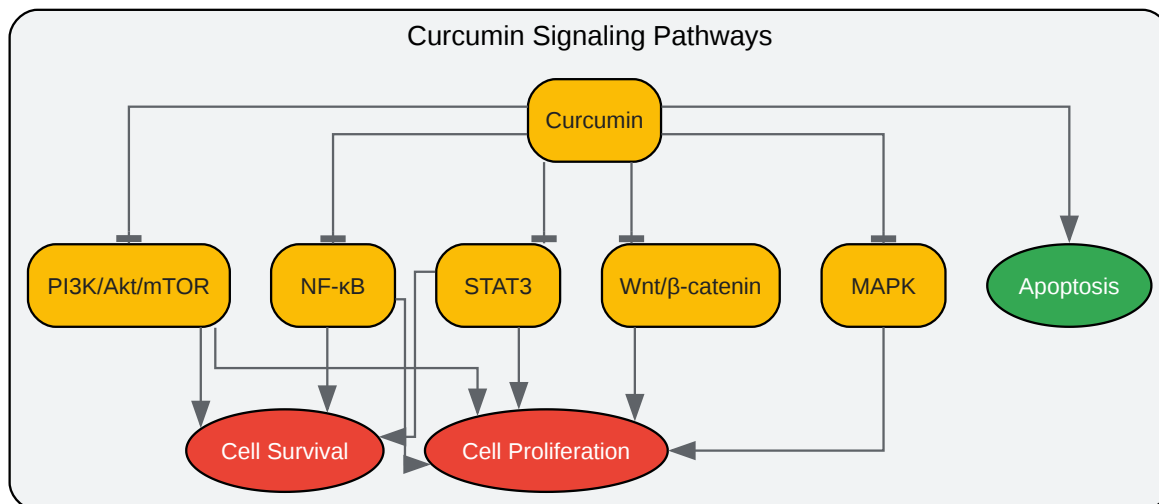 Curcumin Signaling Pathways
Curcumin
PI3K/Akt/mTOR
NF-κB
STAT3
Wnt/β-catenin
MAPK
Apoptosis
Cell Survival
Cell Proliferation